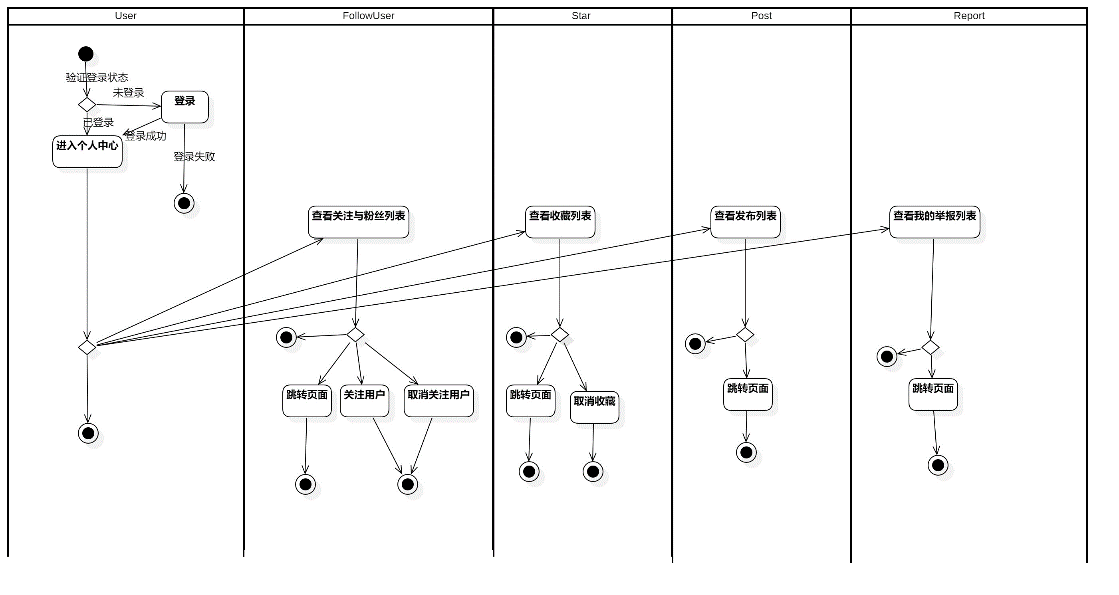 User
FollowUser
Star
Post
Report
验证登录状态
未登录
登录
已登录
登录成功
进入个人中心
登录失败
查看关注与粉丝列表
查看收藏列表
查看发布列表
查看我的举报列表
跳转页面
关注用户
取消关注用户
跳转页面
取消收藏
跳转页面
跳转页面